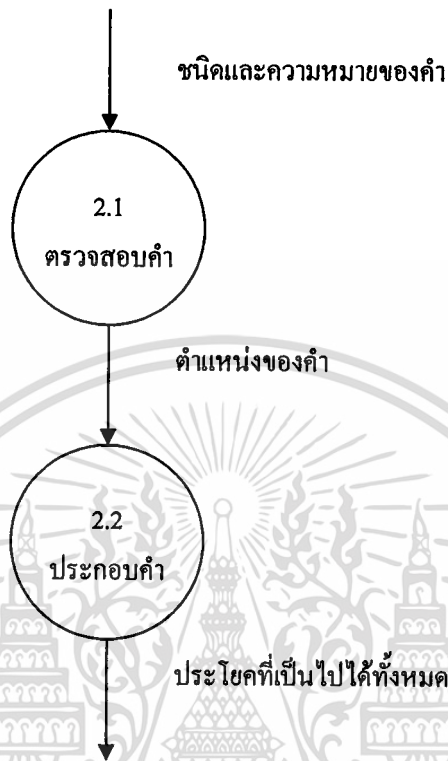 ชนิดและความหมายของคำ
2.1
ตรวจสอบคำ
ตำแหน่งของคำ
2.2
ประกอบคำ
ประโยคที่เป็นไปได้ทั้งหมด